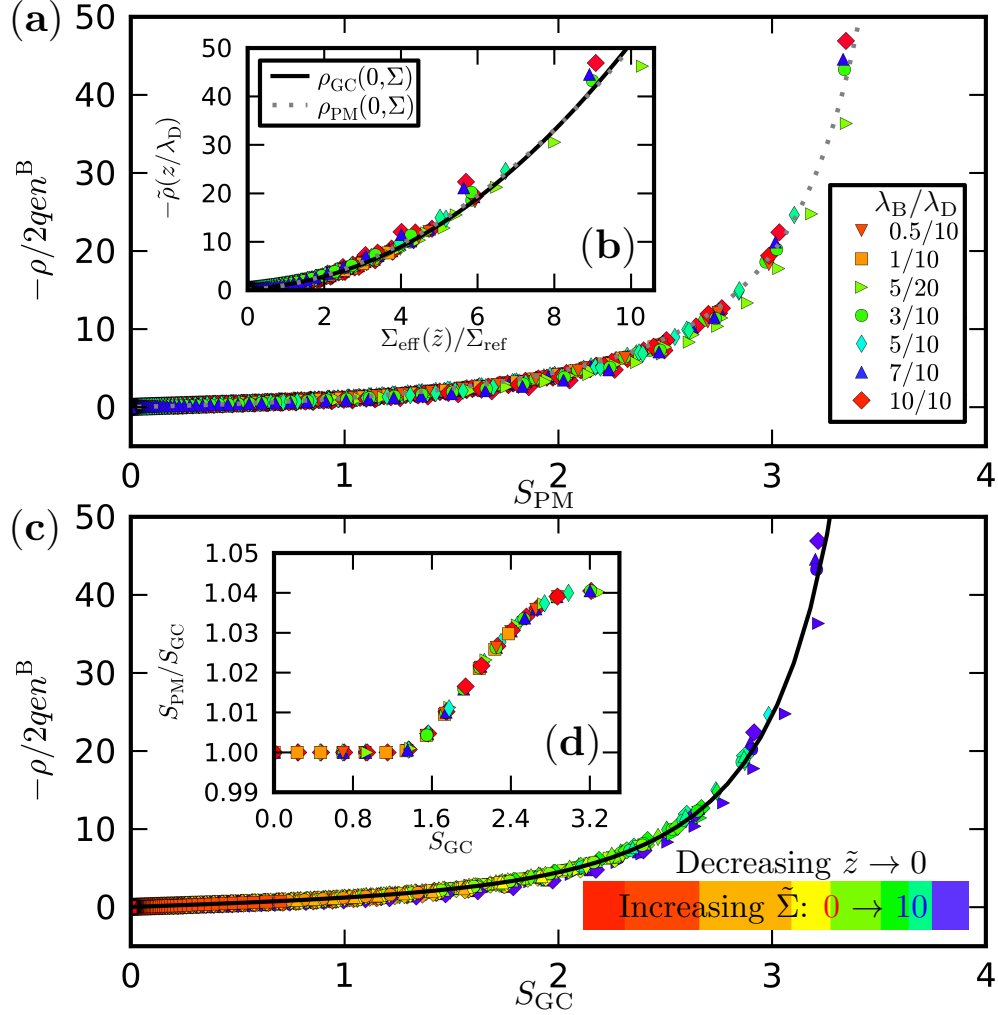 (a)
50
40
30
20
10
0
−ρ/2qen^B
0 1 2 3 4
S_PM
(b)
50
40
30
20
10
0
−ρ̃(z/λ_D)
0 2 4 6 8 10
Σ_eff(z̃)/Σ_ref
ρ_GC(0,Σ)
ρ_PM(0,Σ)
λ_B/λ_D
0.5/10
1/10
5/20
3/10
5/10
7/10
10/10
(c)
50
40
30
20
10
0
−ρ/2qen^B
0 1 2 3 4
S_GC
(d)
1.05
1.04
1.03
1.02
1.01
1.00
0.99
S_PM/S_GC
0.0 0.8 1.6 2.4 3.2
S_GC
Decreasing z̃ → 0
Increasing Σ̃: 0 → 10